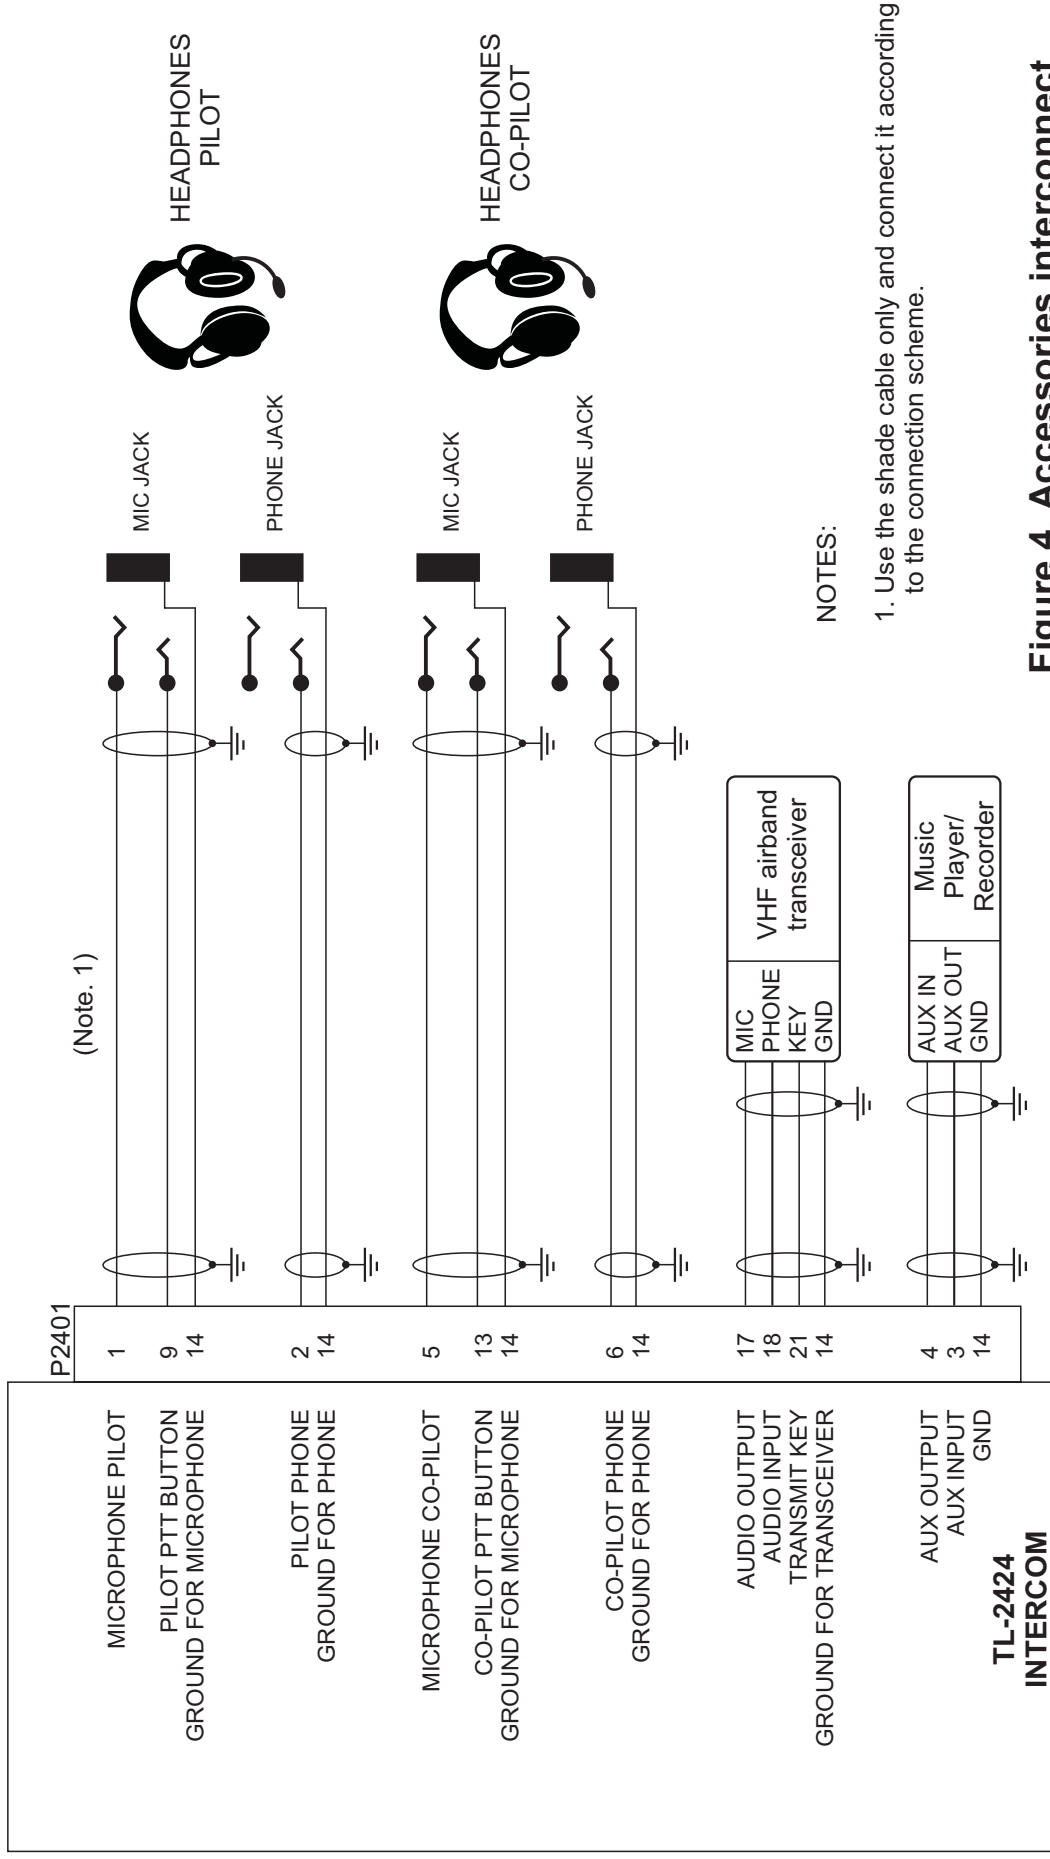 P2401
(Note. 1)
MICROPHONE PILOT
1
PILOT PTT BUTTON
9
GROUND FOR MICROPHONE
14
MIC JACK
HEADPHONES
PILOT
PILOT PHONE
2
GROUND FOR PHONE
14
PHONE JACK
MICROPHONE CO-PILOT
5
CO-PILOT PTT BUTTON
13
GROUND FOR MICROPHONE
14
MIC JACK
HEADPHONES
CO-PILOT
CO-PILOT PHONE
6
GROUND FOR PHONE
14
PHONE JACK
AUDIO OUTPUT
17
MIC
AUDIO INPUT
18
PHONE
TRANSMIT KEY
21
KEY
GROUND FOR TRANSCEIVER
14
GND
VHF airband
transceiver
AUX OUTPUT
4
AUX IN
AUX INPUT
3
AUX OUT
GND
14
GND
Music
Player/
Recorder
TL-2424
INTERCOM
NOTES:
1. Use the shade cable only and connect it according
to the connection scheme.
Figure 4 Accessories interconnect